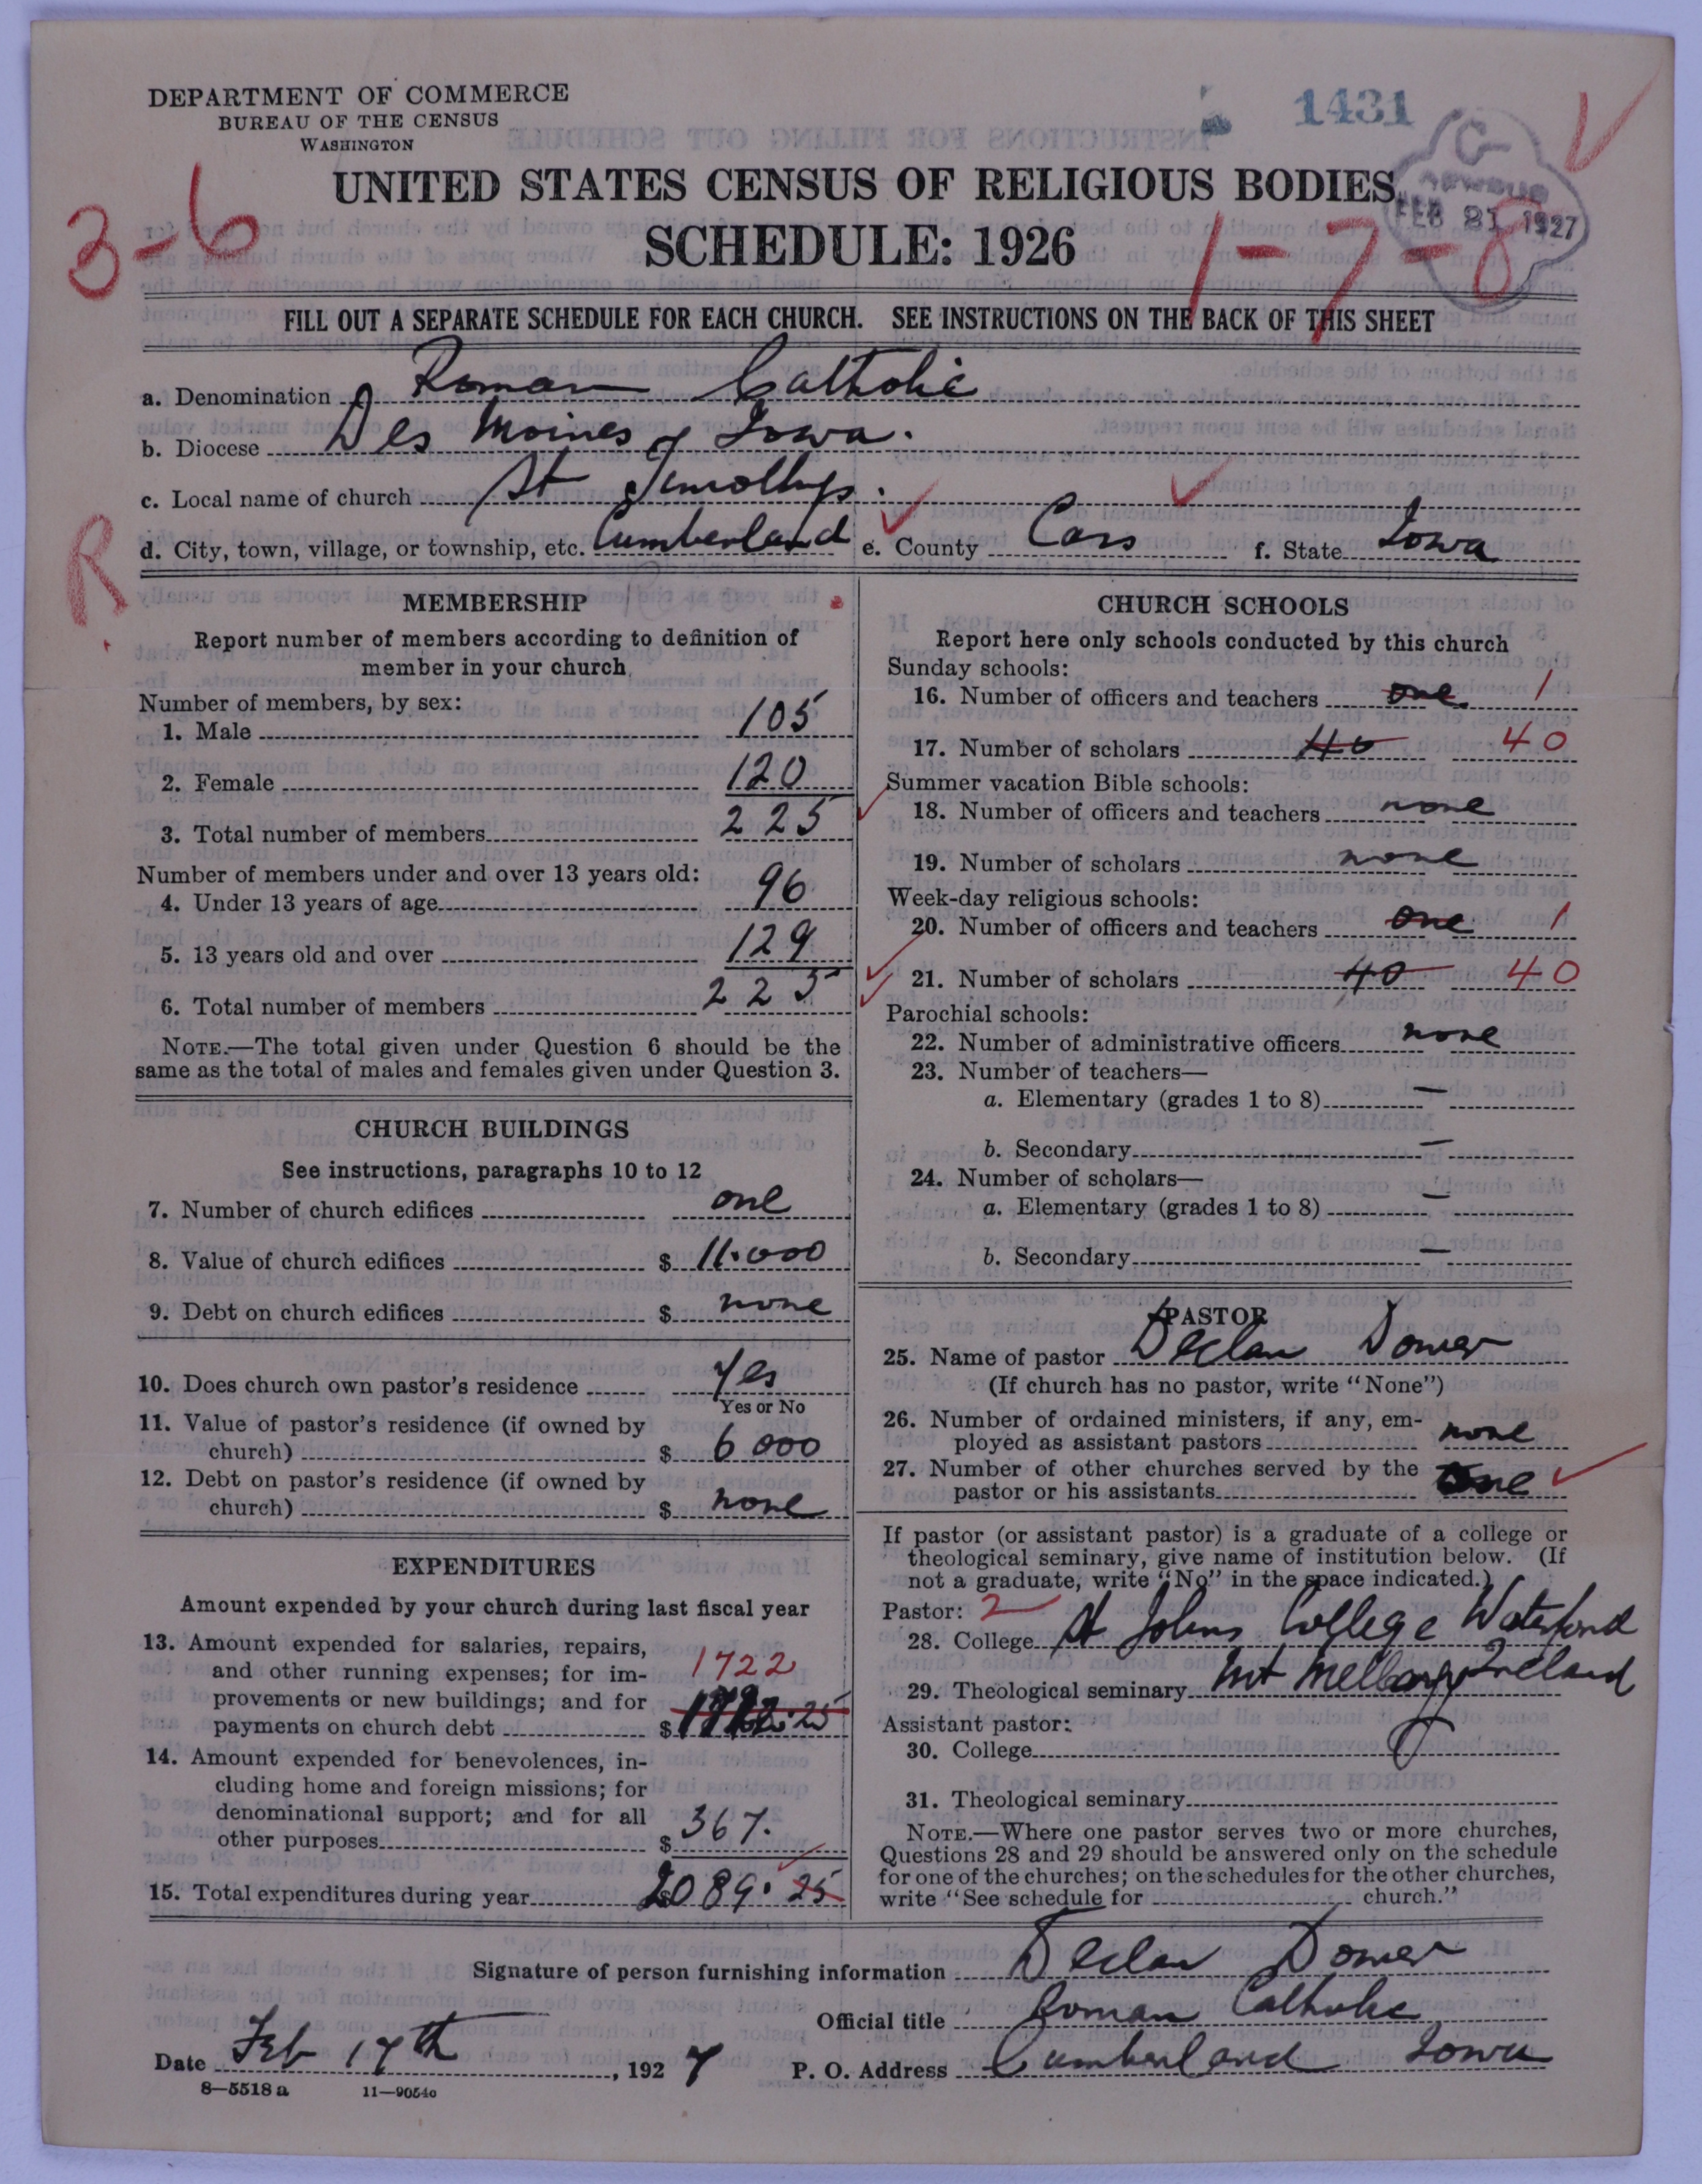 DEPARTMENT OF COMMERCE
BUREAU OF THE CENSUS
WASHINGTON
1431
UNITED STATES CENSUS OF RELIGIOUS BODIES
SCHEDULE: 1926
3-6
1-7-8
G
FEB 21 1927
FILL OUT A SEPARATE SCHEDULE FOR EACH CHURCH. SEE INSTRUCTIONS ON THE BACK OF THIS SHEET
a. Denomination Roman Catholic
b. Diocese Des Moines, Iowa.
c. Local name of church St Timothys.
d. City, town, village, or township, etc. Cumberland e. County Cass f. State Iowa
R
MEMBERSHIP
Report number of members according to definition of
member in your church
Number of members, by sex:
1. Male 105
2. Female 120
3. Total number of members 225
Number of members under and over 13 years old:
4. Under 13 years of age 96
5. 13 years old and over 129
6. Total number of members 225
NOTE.—The total given under Question 6 should be the
same as the total of males and females given under Question 3.
CHURCH BUILDINGS
See instructions, paragraphs 10 to 12
7. Number of church edifices one
8. Value of church edifices $ 11.000
9. Debt on church edifices $ none
10. Does church own pastor's residence Yes
Yes or No
11. Value of pastor's residence (if owned by
church) $ 6 000
12. Debt on pastor's residence (if owned by
church) $ none
EXPENDITURES
Amount expended by your church during last fiscal year
13. Amount expended for salaries, repairs,
and other running expenses; for im-
provements or new buildings; and for
payments on church debt $ 1722
1722.25
14. Amount expended for benevolences, in-
cluding home and foreign missions; for
denominational support; and for all
other purposes $ 367.
15. Total expenditures during year $ 2089.25
CHURCH SCHOOLS
Report here only schools conducted by this church
Sunday schools:
16. Number of officers and teachers one. 1
17. Number of scholars 40 40
Summer vacation Bible schools:
18. Number of officers and teachers none
19. Number of scholars none
Week-day religious schools:
20. Number of officers and teachers one 1
21. Number of scholars 40 40
Parochial schools:
22. Number of administrative officers none
23. Number of teachers—
a. Elementary (grades 1 to 8) —
b. Secondary —
24. Number of scholars—
a. Elementary (grades 1 to 8) —
b. Secondary —
PASTOR
25. Name of pastor Declan Dower
(If church has no pastor, write "None")
26. Number of ordained ministers, if any, em-
ployed as assistant pastors none
27. Number of other churches served by the
pastor or his assistants one
If pastor (or assistant pastor) is a graduate of a college or
theological seminary, give name of institution below. (If
not a graduate, write "No" in the space indicated.)
Pastor: 2
28. College St Johns College Waterford
Ireland
29. Theological seminary Mt Mellary
Assistant pastor:
30. College
31. Theological seminary
NOTE.—Where one pastor serves two or more churches,
Questions 28 and 29 should be answered only on the schedule
for one of the churches; on the schedules for the other churches,
write "See schedule for church."
Signature of person furnishing information Declan Dower
Official title Roman Catholic
Date Feb 17th, 1927 P. O. Address Cumberland Iowa
8—5518 a 11—9054o